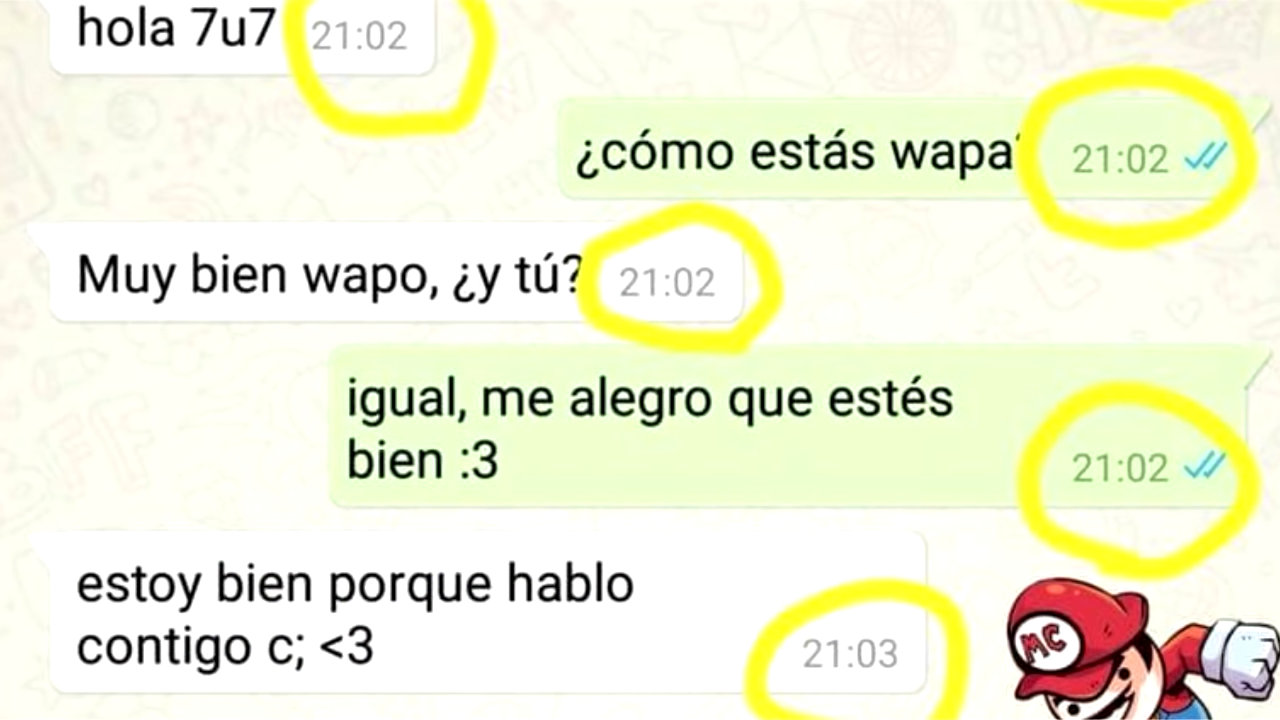 hola 7u7 21:02
¿cómo estás wapa? 21:02
Muy bien wapo, ¿y tú? 21:02
igual, me alegro que estés
bien :3 21:02
estoy bien porque hablo
contigo c; <3 21:03
MC